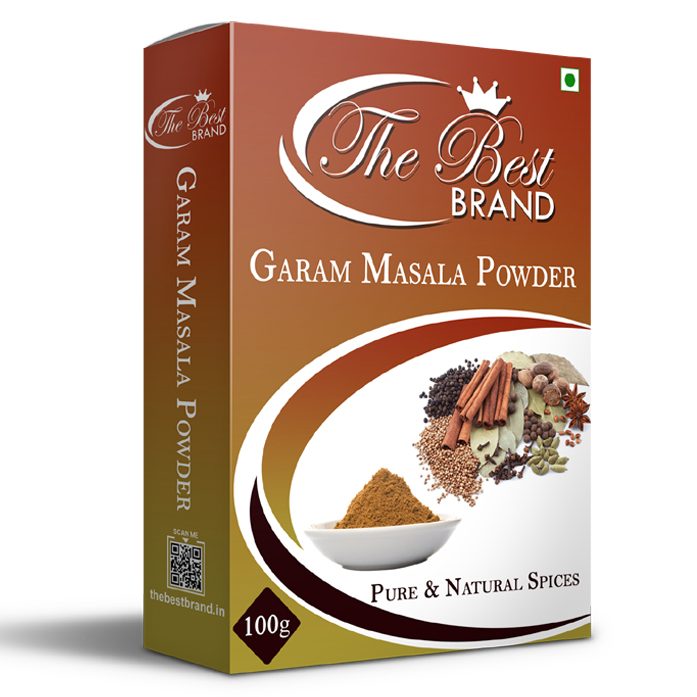 The Best
BRAND
GARAM MASALA POWDER
PURE & NATURAL SPICES
100g
The Best
BRAND
GARAM MASALA POWDER
SCAN ME
thebestbrand.in